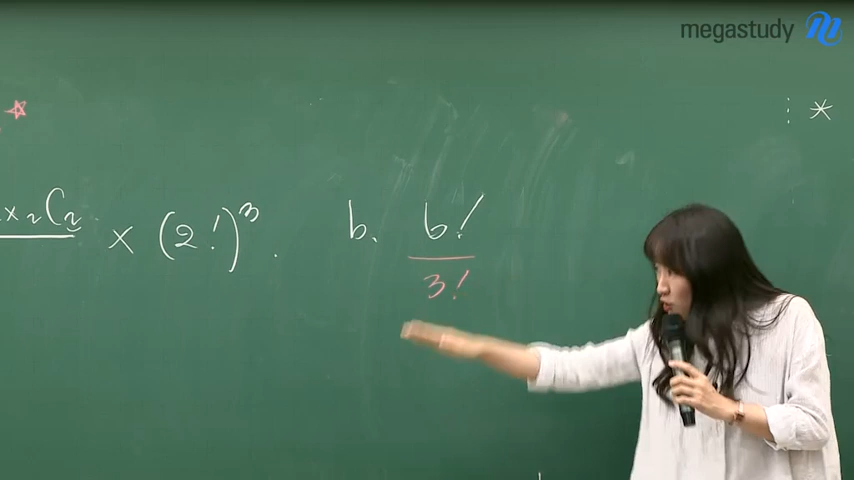 megastudy
☆
⋮ *
x ₂C₂ × (2!)³ . b. 6!/3!